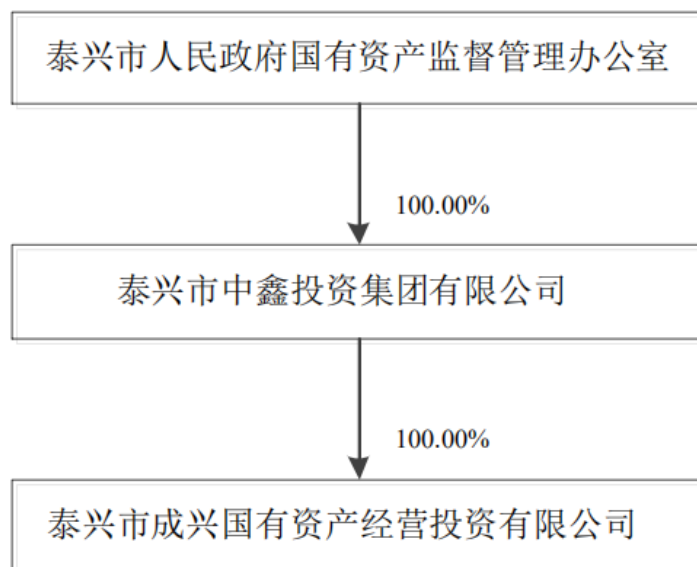 泰兴市人民政府国有资产监督管理办公室
100.00%
泰兴市中鑫投资集团有限公司
100.00%
泰兴市成兴国有资产经营投资有限公司